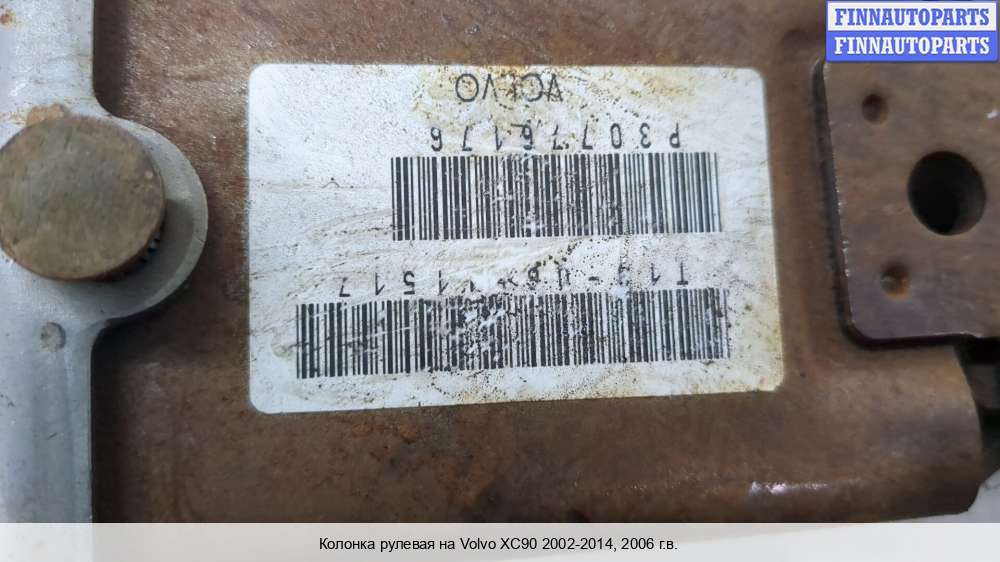 FINNAUTOPARTS
FINNAUTOPARTS
VOLVO
P30776176
Колонка рулевая на Volvo XC90 2002-2014, 2006 г.в.